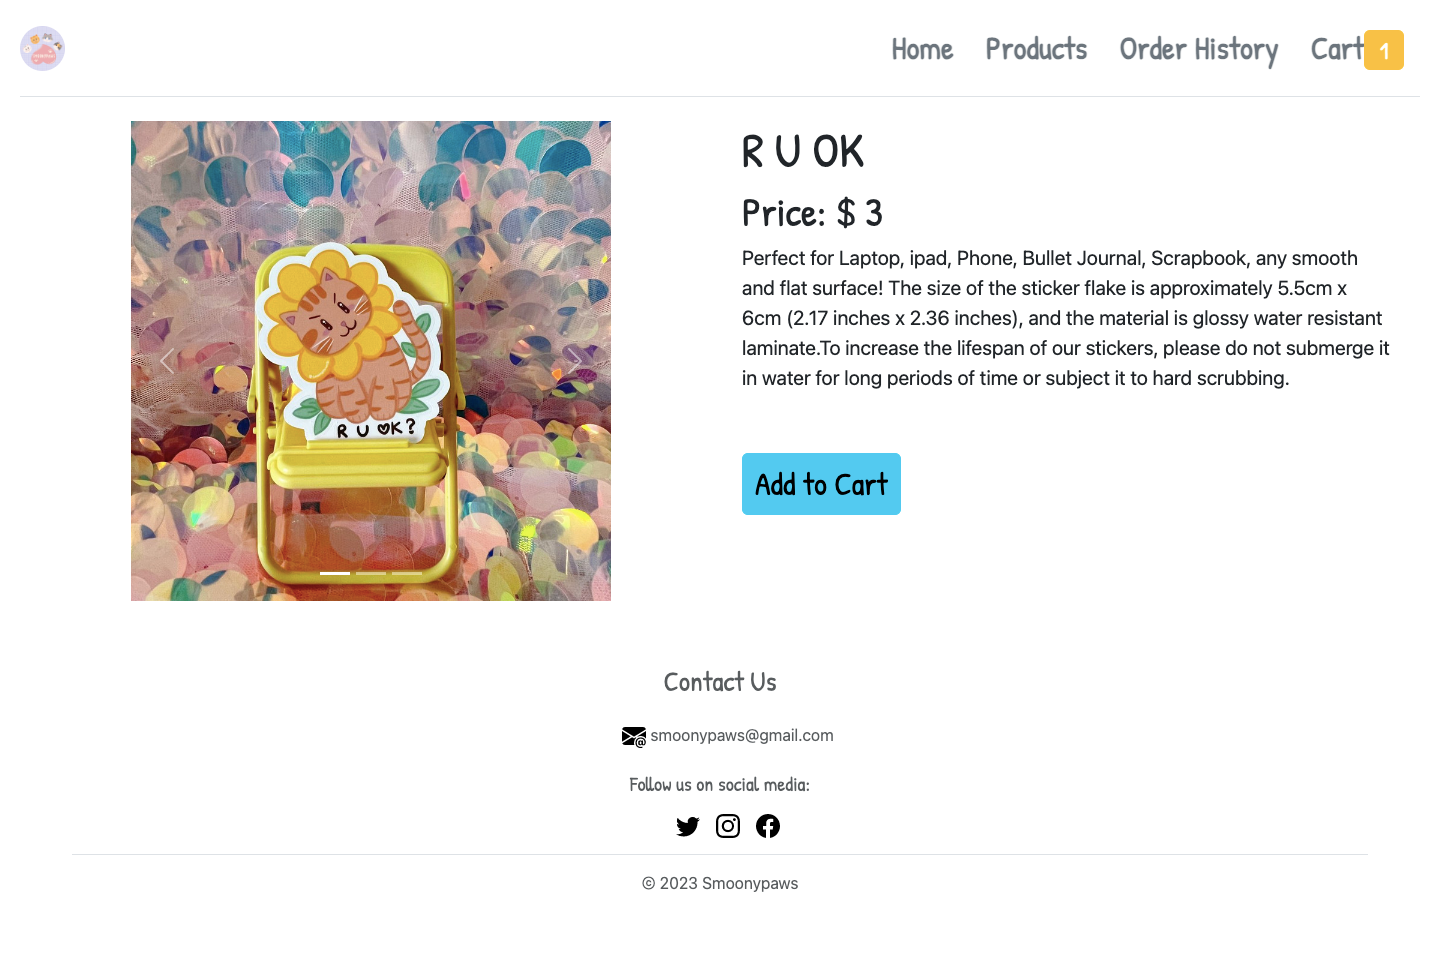 Home Products Order History Cart 1
R U OK
Price: $ 3
Perfect for Laptop, ipad, Phone, Bullet Journal, Scrapbook, any smooth
and flat surface! The size of the sticker flake is approximately 5.5cm x
6cm (2.17 inches x 2.36 inches), and the material is glossy water resistant
laminate.To increase the lifespan of our stickers, please do not submerge it
in water for long periods of time or subject it to hard scrubbing.
R U OK?
Add to Cart
Contact Us
smoonypaws@gmail.com
Follow us on social media:
© 2023 Smoonypaws